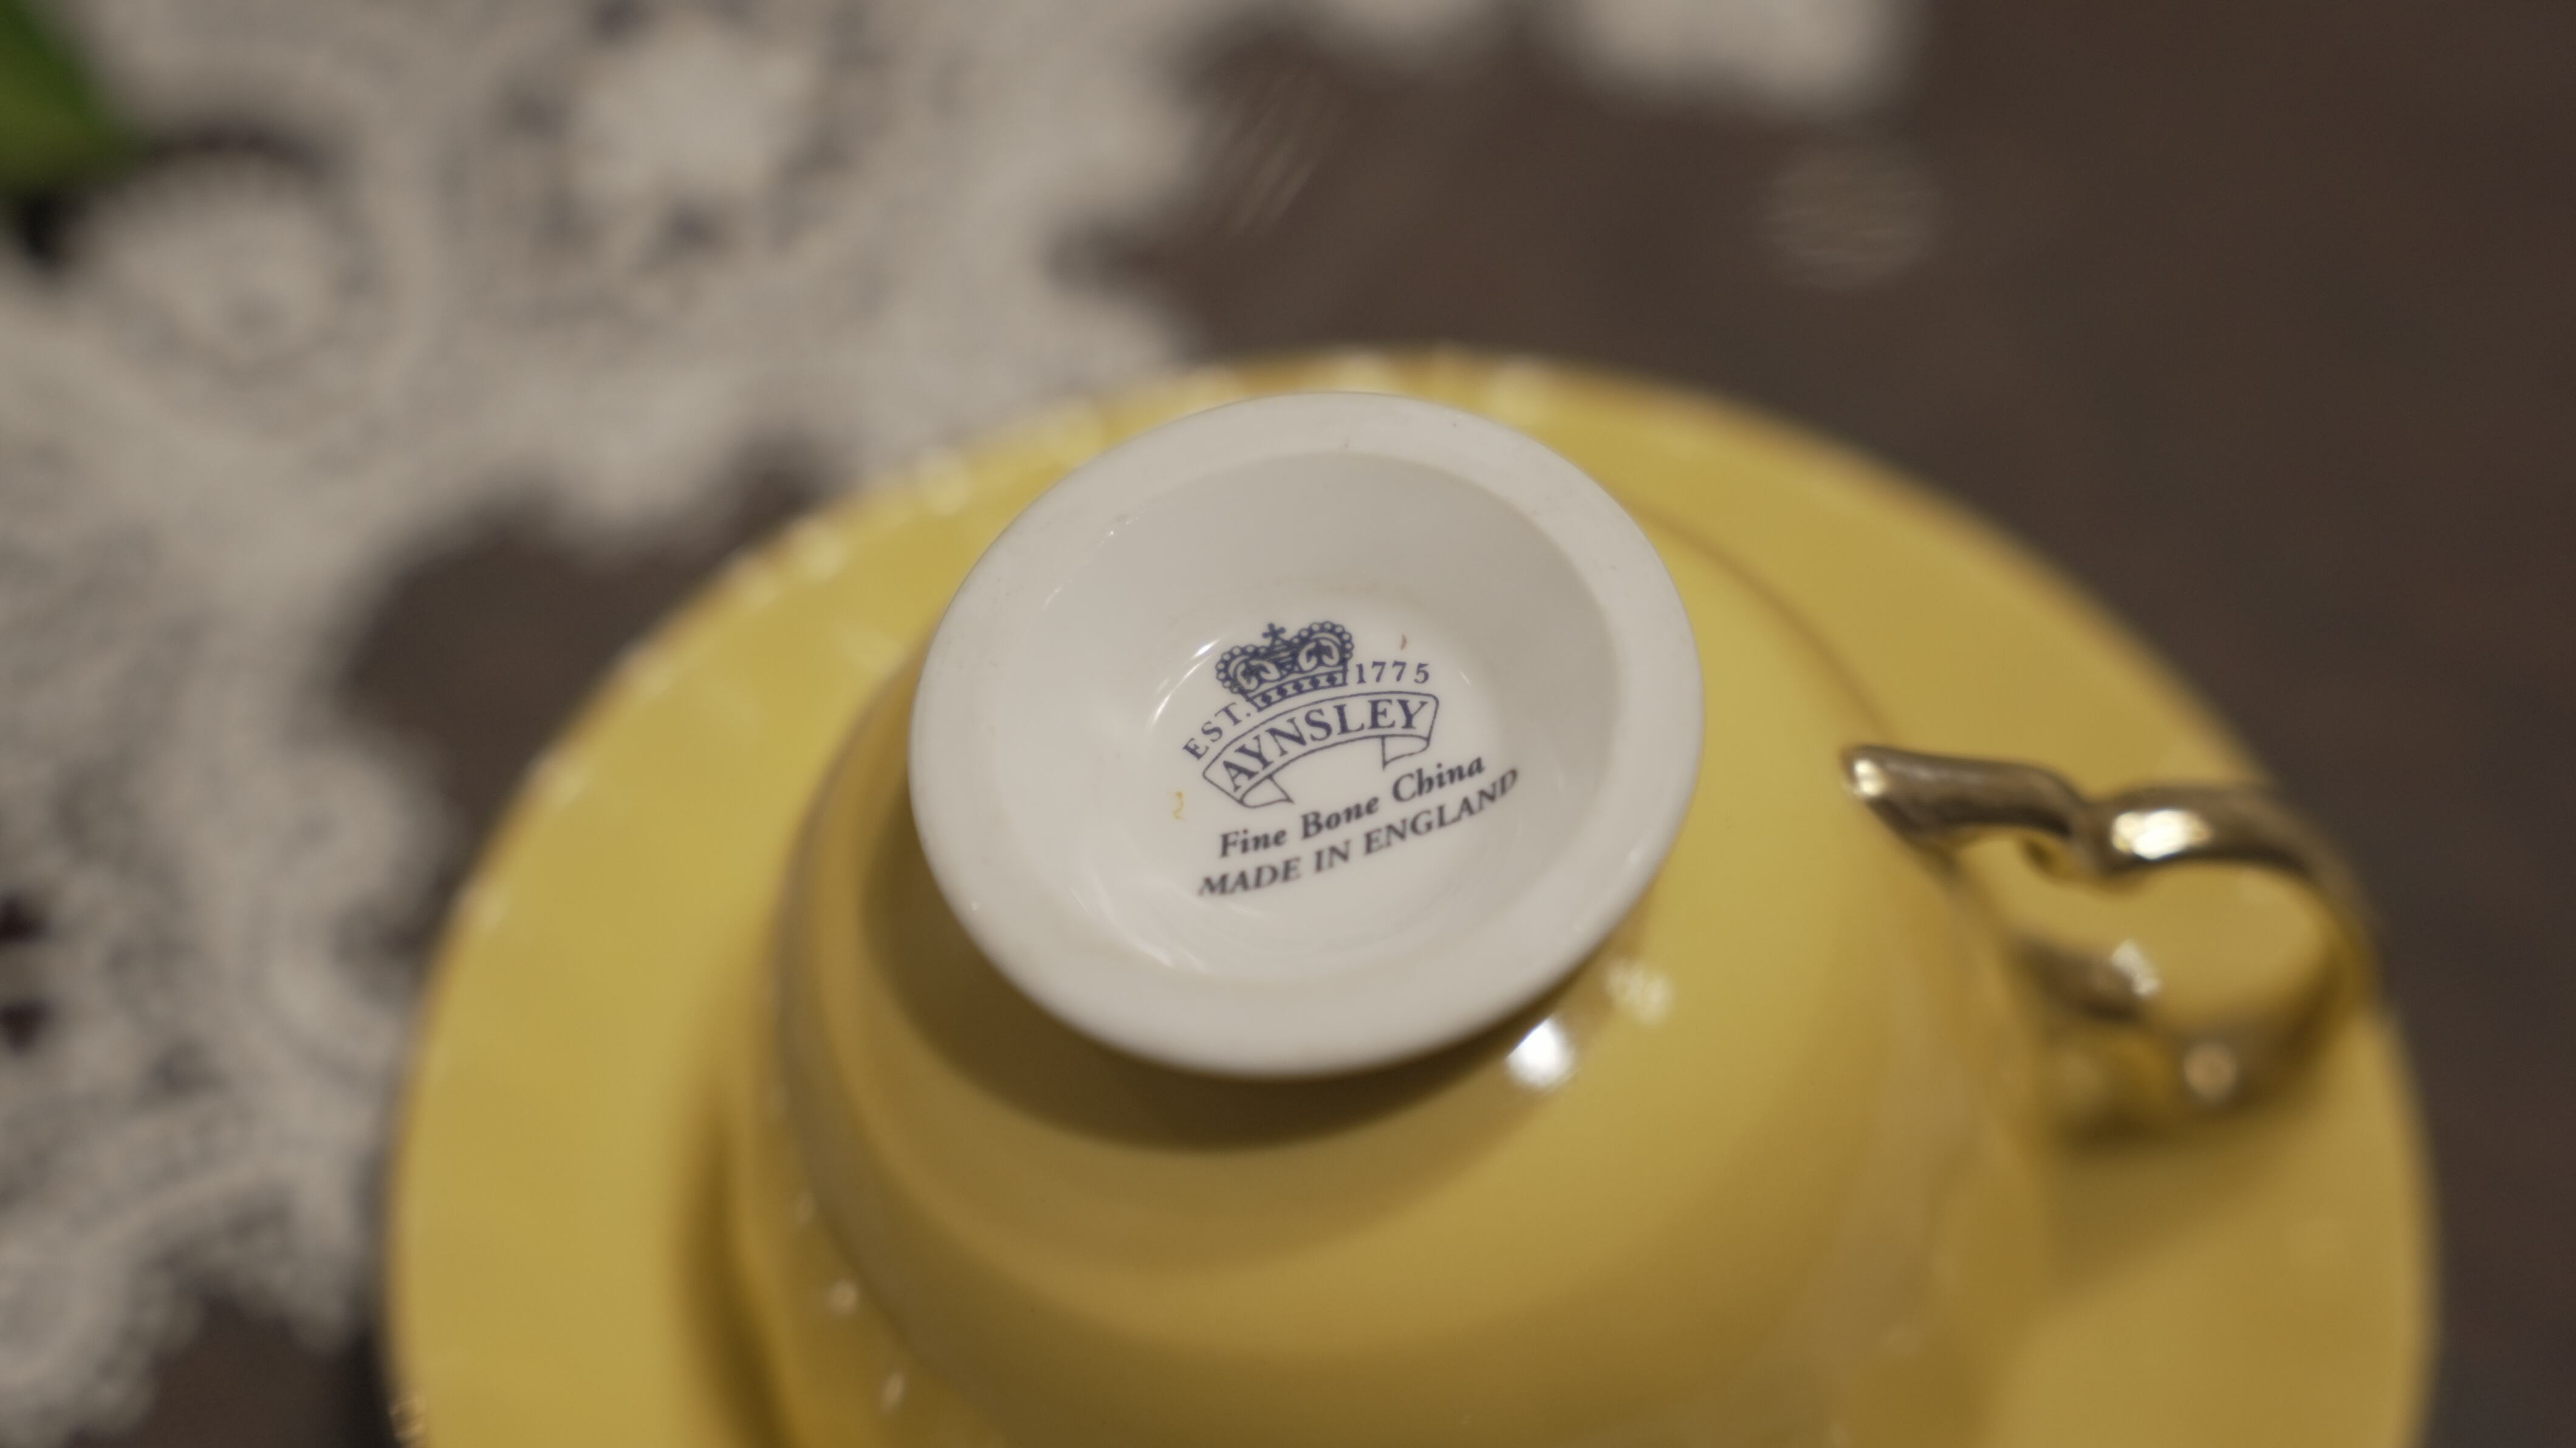 EST. 1775
AYNSLEY
Fine Bone China
MADE IN ENGLAND